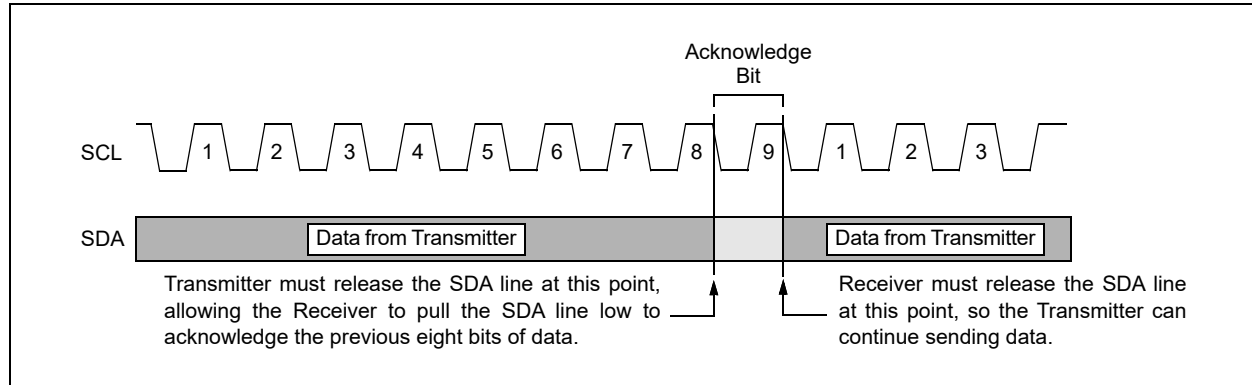 Acknowledge
Bit
SCL
1 2 3 4 5 6 7 8 9 1 2 3
SDA
Data from Transmitter
Data from Transmitter
Transmitter must release the SDA line at this point,
allowing the Receiver to pull the SDA line low to
acknowledge the previous eight bits of data.
Receiver must release the SDA line
at this point, so the Transmitter can
continue sending data.